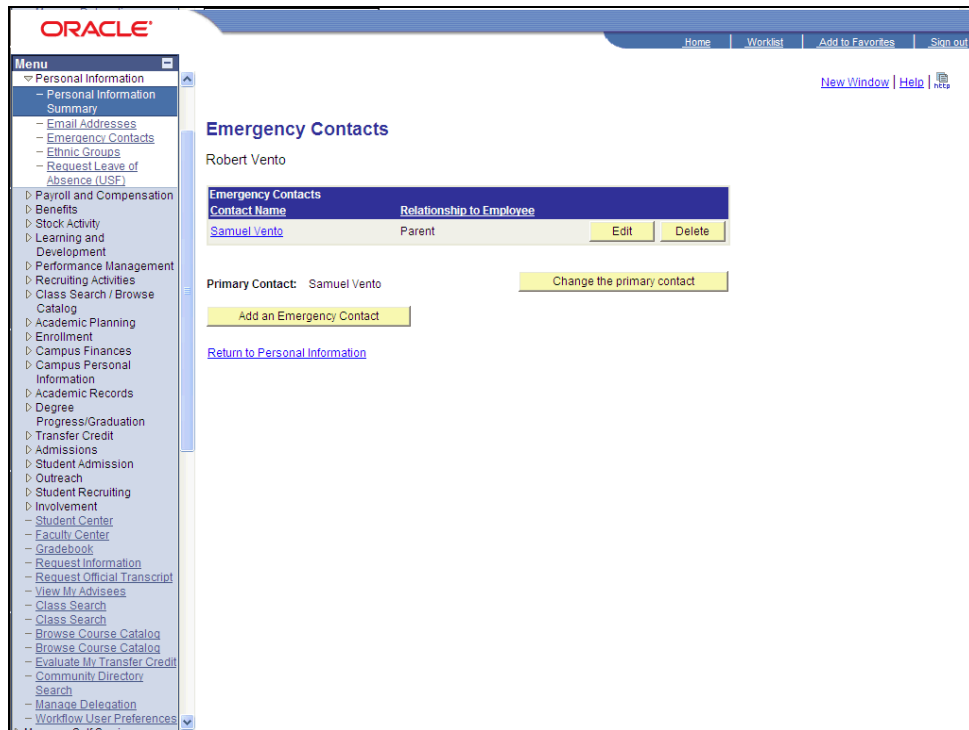 ORACLE'
Home Worklist Add to Favorites Sign out
Menu
Personal Information
Personal Information
Summary
Email Addresses
Emergency Contacts
Ethnic Groups
Request Leave of
Absence (USF)
Payroll and Compensation
Benefits
Stock Activity
Learning and
Development
Performance Management
Recruiting Activities
Class Search / Browse
Catalog
Academic Planning
Enrollment
Campus Finances
Campus Personal
Information
Academic Records
Degree
Progress/Graduation
Transfer Credit
Admissions
Student Admission
Outreach
Student Recruiting
Involvement
Student Center
Faculty Center
Gradebook
Request Information
Request Official Transcript
View My Advisees
Class Search
Class Search
Browse Course Catalog
Browse Course Catalog
Evaluate My Transfer Credit
Community Directory
Search
Manage Delegation
Workflow User Preferences
New Window | Help | http
Emergency Contacts
Robert Vento
Emergency Contacts
Contact Name Relationship to Employee
Samuel Vento Parent Edit Delete
Primary Contact: Samuel Vento Change the primary contact
Add an Emergency Contact
Return to Personal Information